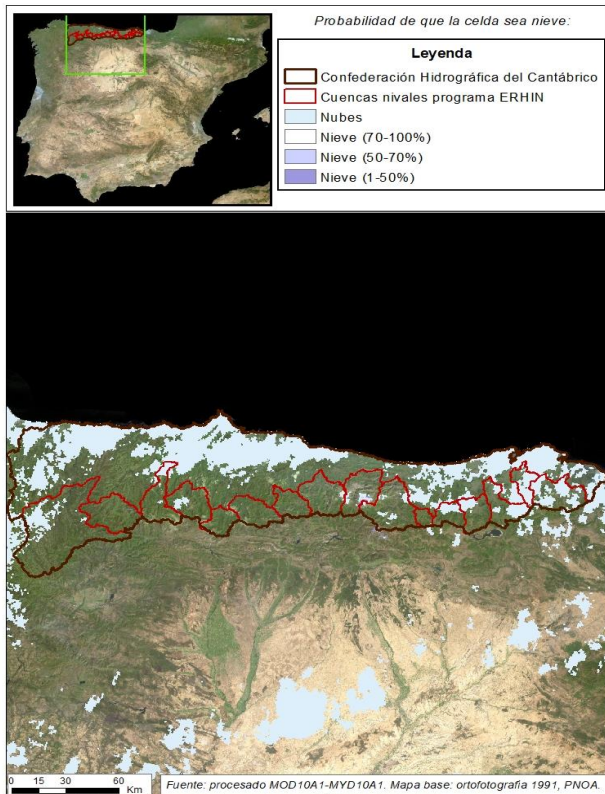 Probabilidad de que la celda sea nieve:
Leyenda
Confederación Hidrográfica del Cantábrico
Cuencas nivales programa ERHIN
Nubes
Nieve (70-100%)
Nieve (50-70%)
Nieve (1-50%)
0 15 30 60
Km
Fuente: procesado MOD10A1-MYD10A1. Mapa base: ortofotografia 1991, PNOA.